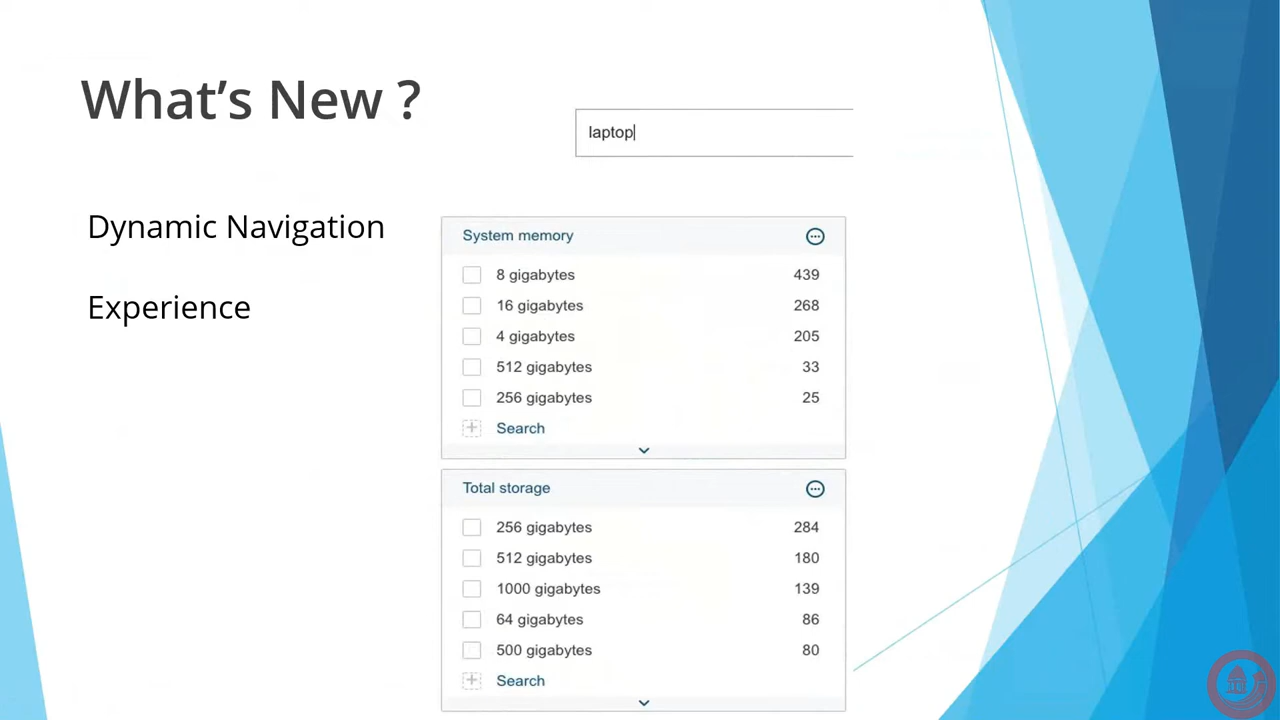 What's New ?
laptop
Dynamic Navigation
Experience
System memory
8 gigabytes 439
16 gigabytes 268
4 gigabytes 205
512 gigabytes 33
256 gigabytes 25
Search
Total storage
256 gigabytes 284
512 gigabytes 180
1000 gigabytes 139
64 gigabytes 86
500 gigabytes 80
Search